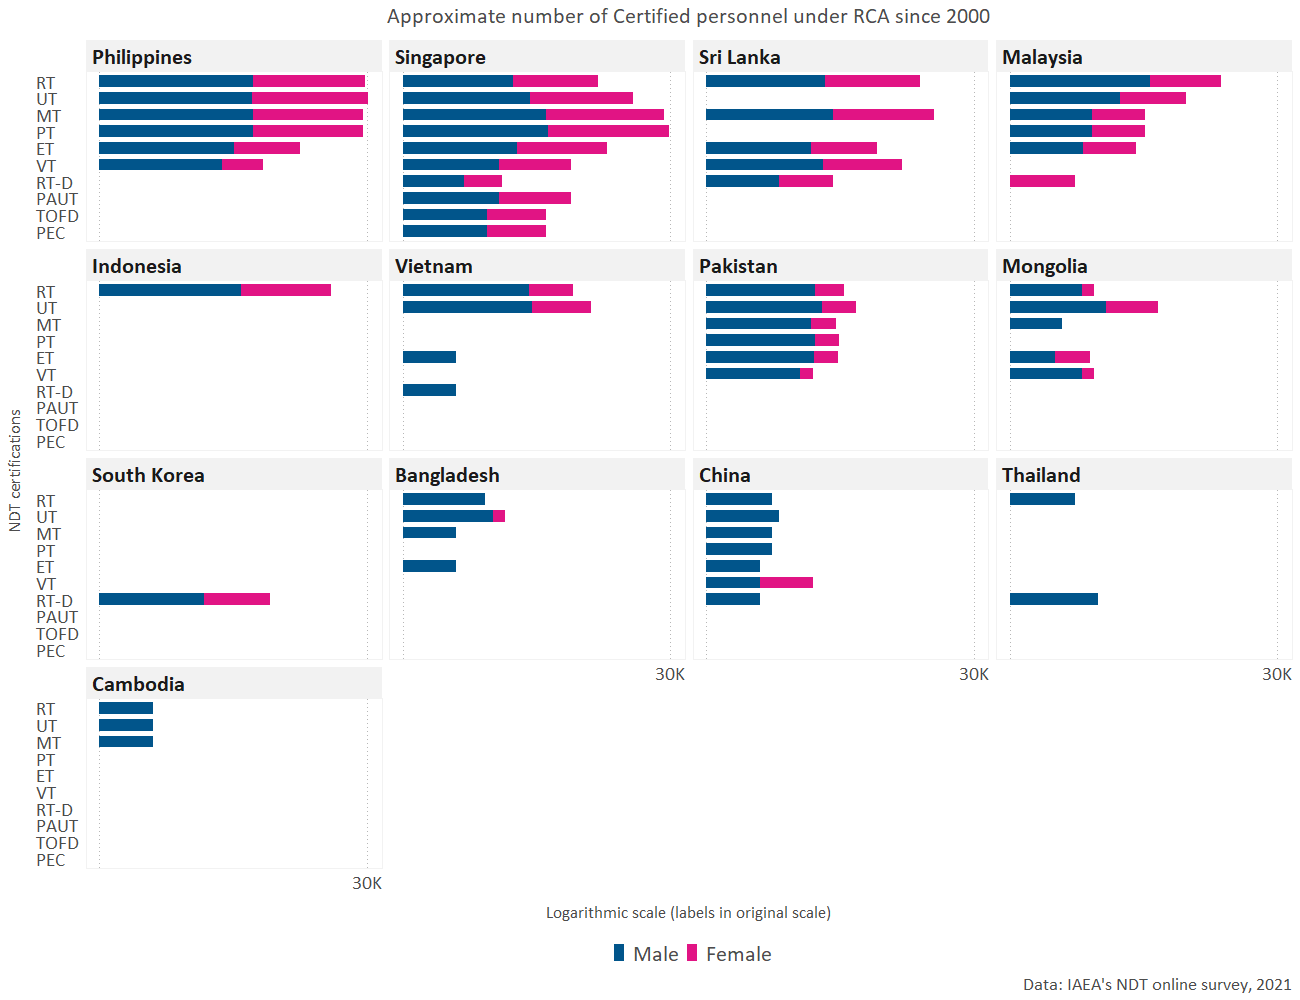 Approximate number of Certified personnel under RCA since 2000
Philippines
Singapore
Sri Lanka
Malaysia
RT
UT
MT
PT
ET
VT
RT-D
PAUT
TOFD
PEC
Indonesia
Vietnam
Pakistan
Mongolia
RT
UT
MT
PT
ET
VT
RT-D
PAUT
TOFD
PEC
NDT certifications
South Korea
Bangladesh
China
Thailand
RT
UT
MT
PT
ET
VT
RT-D
PAUT
TOFD
PEC
30K
30K
30K
Cambodia
RT
UT
MT
PT
ET
VT
RT-D
PAUT
TOFD
PEC
30K
Logarithmic scale (labels in original scale)
Male Female
Data: IAEA's NDT online survey, 2021